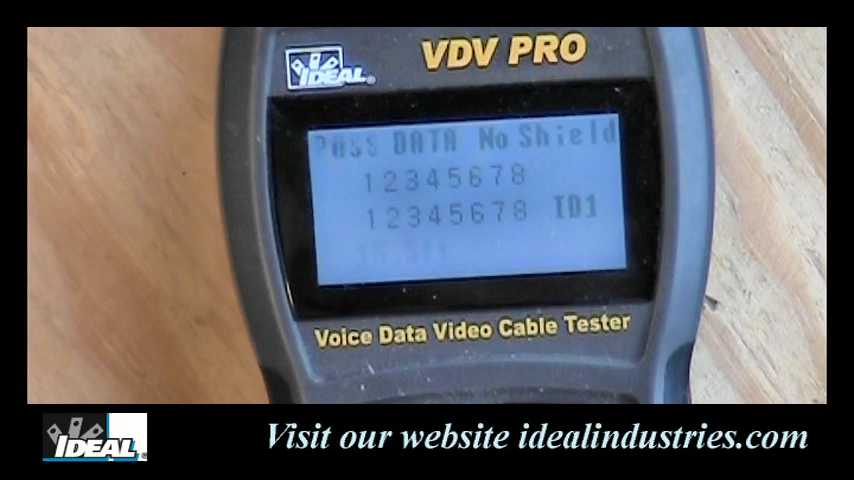 IDEAL®
VDV PRO
Pass DATA No Shield
12345678
12345678 ID1
Voice Data Video Cable Tester
IDEAL®
Visit our website idealindustries.com